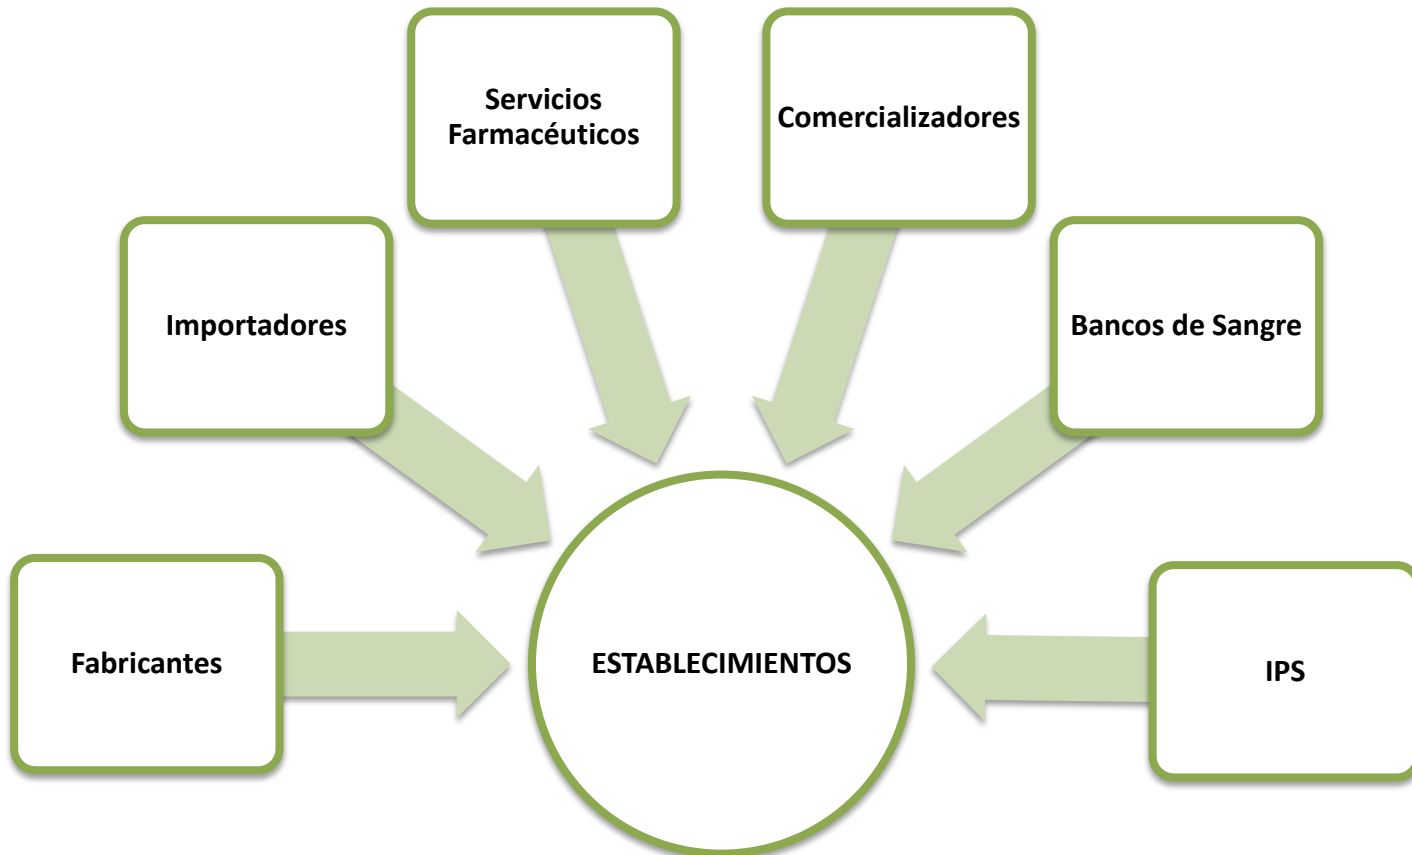 Servicios
Farmacéuticos
Comercializadores
Importadores
Bancos de Sangre
Fabricantes
ESTABLECIMIENTOS
IPS